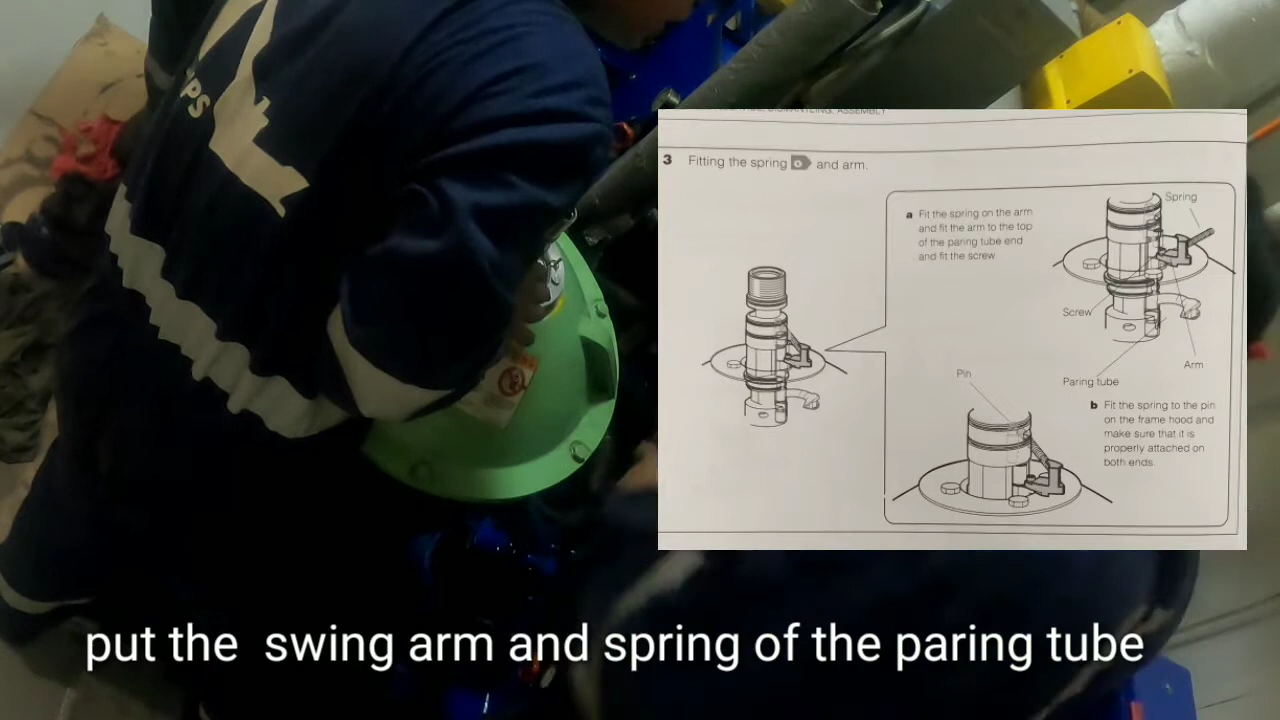 PS
DISMANTLING, ASSEMBLY
3 Fitting the spring and arm.
a Fit the spring on the arm
and fit the arm to the top
of the paring tube end
and fit the screw
Spring
Screw
Arm
Paring tube
Pin
b Fit the spring to the pin
on the frame hood and
make sure that it is
properly attached on
both ends.
put the  swing arm and spring of the paring tube